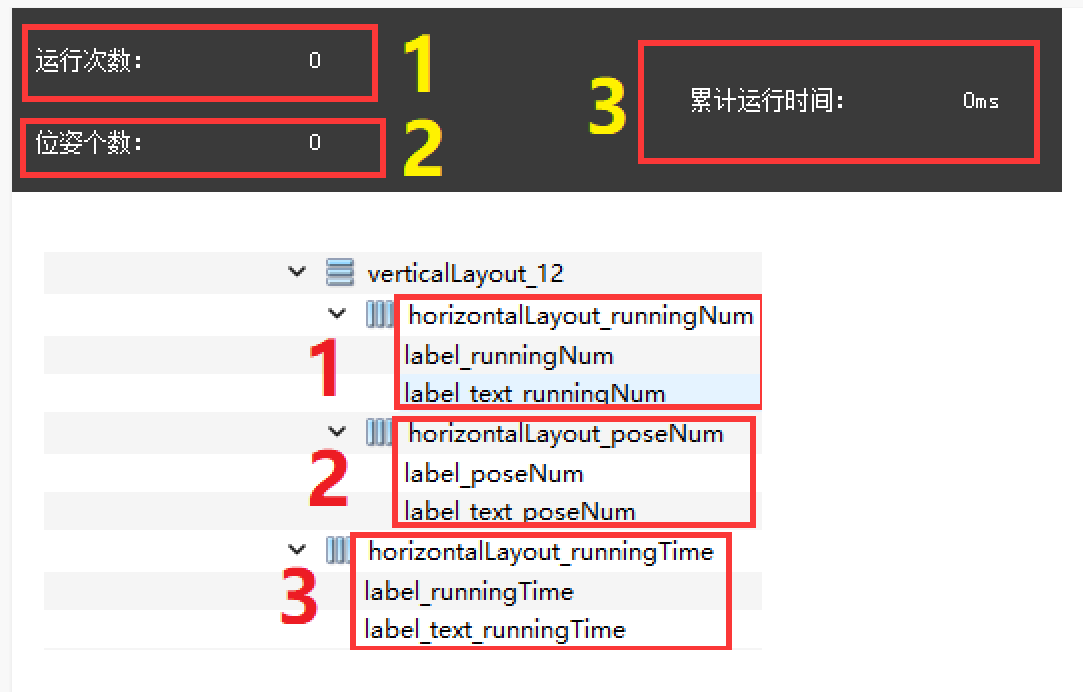 运行次数: 0
1
位姿个数: 0
2
3
累计运行时间: 0ms
verticalLayout_12
1
horizontalLayout_runningNum
label_runningNum
label_text_runningNum
2
horizontalLayout_poseNum
label_poseNum
label_text_poseNum
3
horizontalLayout_runningTime
label_runningTime
label_text_runningTime